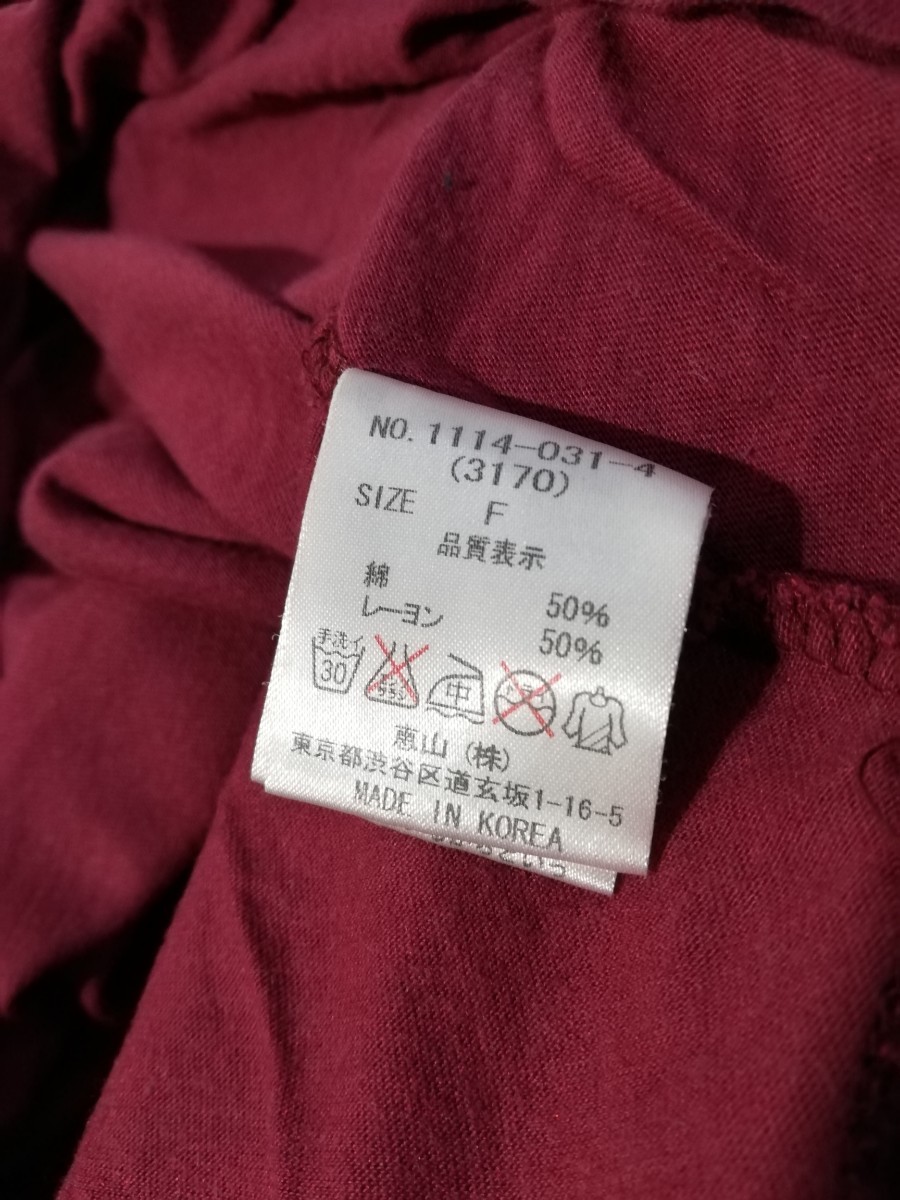 NO.1114-031-4
(3170)
SIZE F
品質表示
綿 50%
レーヨン 50%
手洗イ
30
中
恵山(株)
東京都渋谷区道玄坂1-16-5
MADE IN KOREA